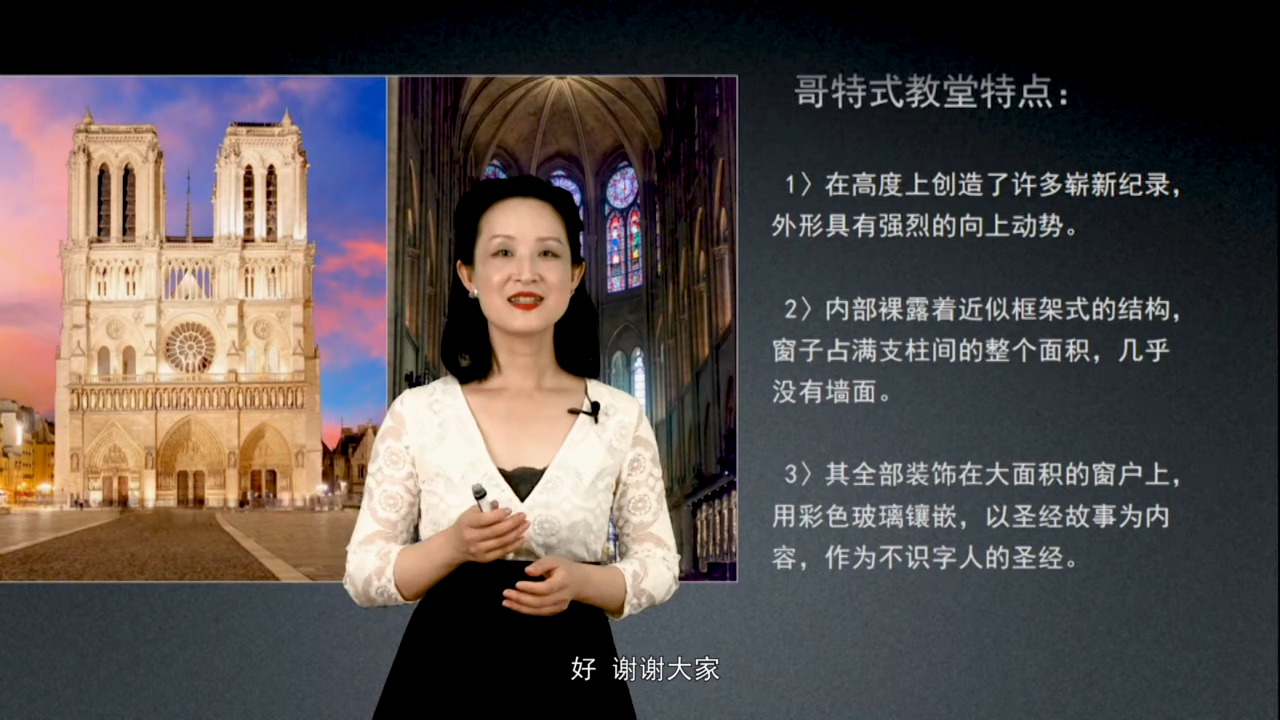 哥特式教堂特点：
1〉在高度上创造了许多崭新纪录，
外形具有强烈的向上动势。
2〉内部裸露着近似框架式的结构，
窗子占满支柱间的整个面积，几乎
没有墙面。
3〉其全部装饰在大面积的窗户上，
用彩色玻璃镶嵌，以圣经故事为内
容，作为不识字人的圣经。
好 谢谢大家